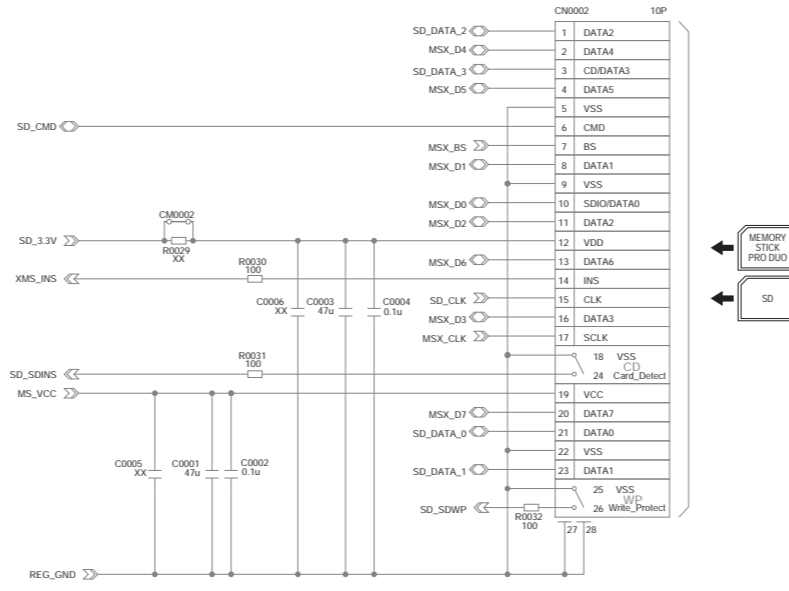 CN0002 10P
SD_DATA_2 1 DATA2
MSX_D4 2 DATA4
SD_DATA_3 3 CD/DATA3
MSX_D5 4 DATA5
5 VSS
SD_CMD 6 CMD
MSX_BS 7 BS
MSX_D1 8 DATA1
9 VSS
MSX_D0 10 SDIO/DATA0
MSX_D2 11 DATA2
CM0002
SD_3.3V 12 VDD
R0029
XX
MEMORY
STICK
PRO DUO
MSX_D6 13 DATA6
R0030
100
XMS_INS 14 INS
SD_CLK 15 CLK
SD
C0006
XX
C0003
47u
C0004
0.1u
MSX_D3 16 DATA3
MSX_CLK 17 SCLK
18 VSS
CD
R0031
100
SD_SDINS 24 Card_Detect
MS_VCC 19 VCC
MSX_D7 20 DATA7
SD_DATA_0 21 DATA0
22 VSS
SD_DATA_1 23 DATA1
C0005
XX
C0001
47u
C0002
0.1u
25 VSS
WP
SD_SDWP 26 Write_Protect
R0032
100
27 28
REG_GND